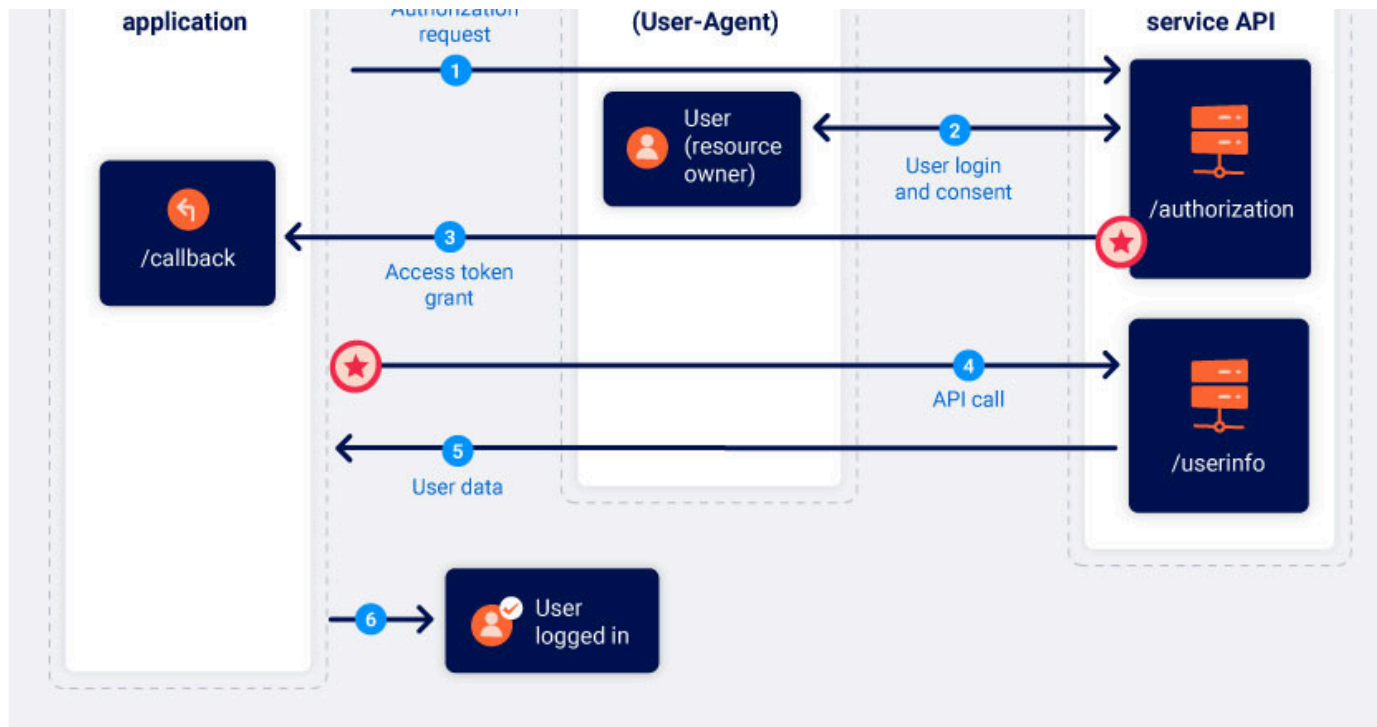 application
Authorization
request
(User-Agent)
service API
1
User
(resource
owner)
2
User login
and consent
/authorization
/callback
3
Access token
grant
4
API call
5
User data
/userinfo
6
User
logged in